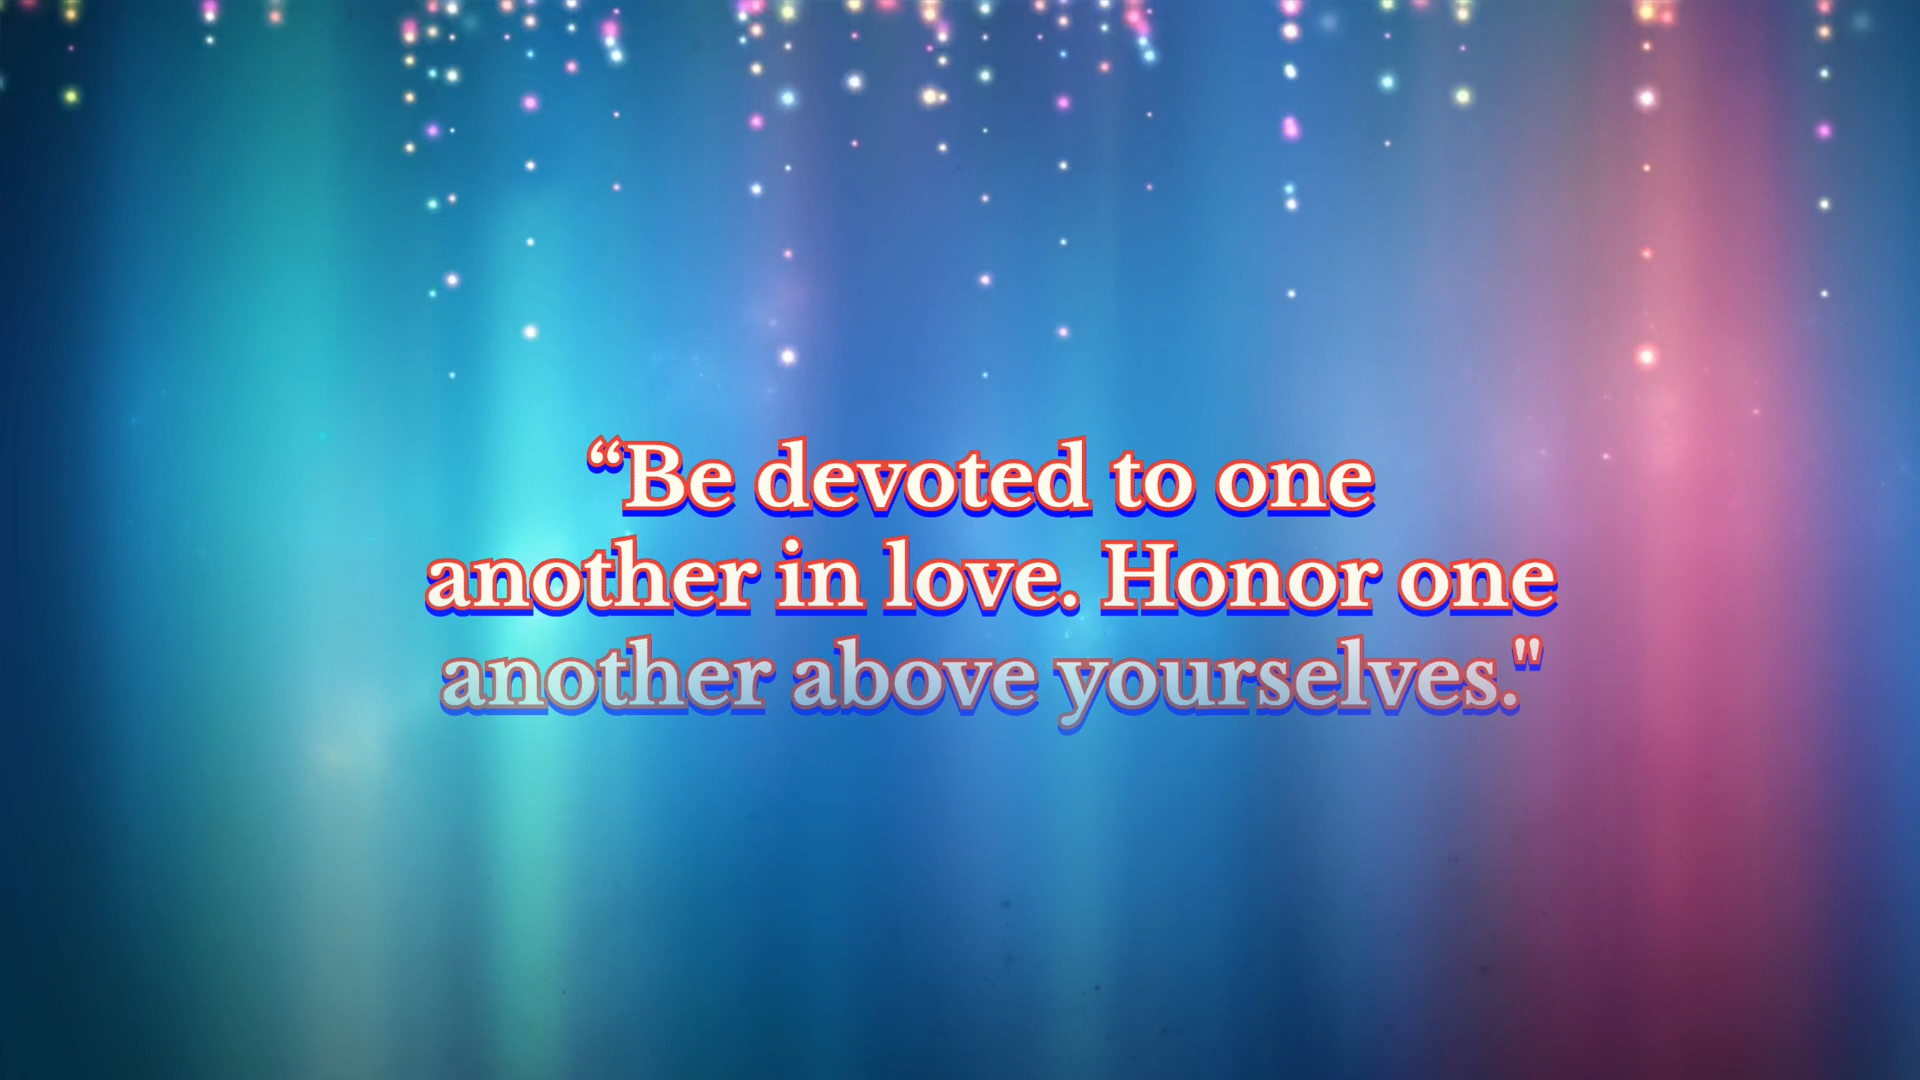 “Be devoted to one
another in love. Honor one
another above yourselves."